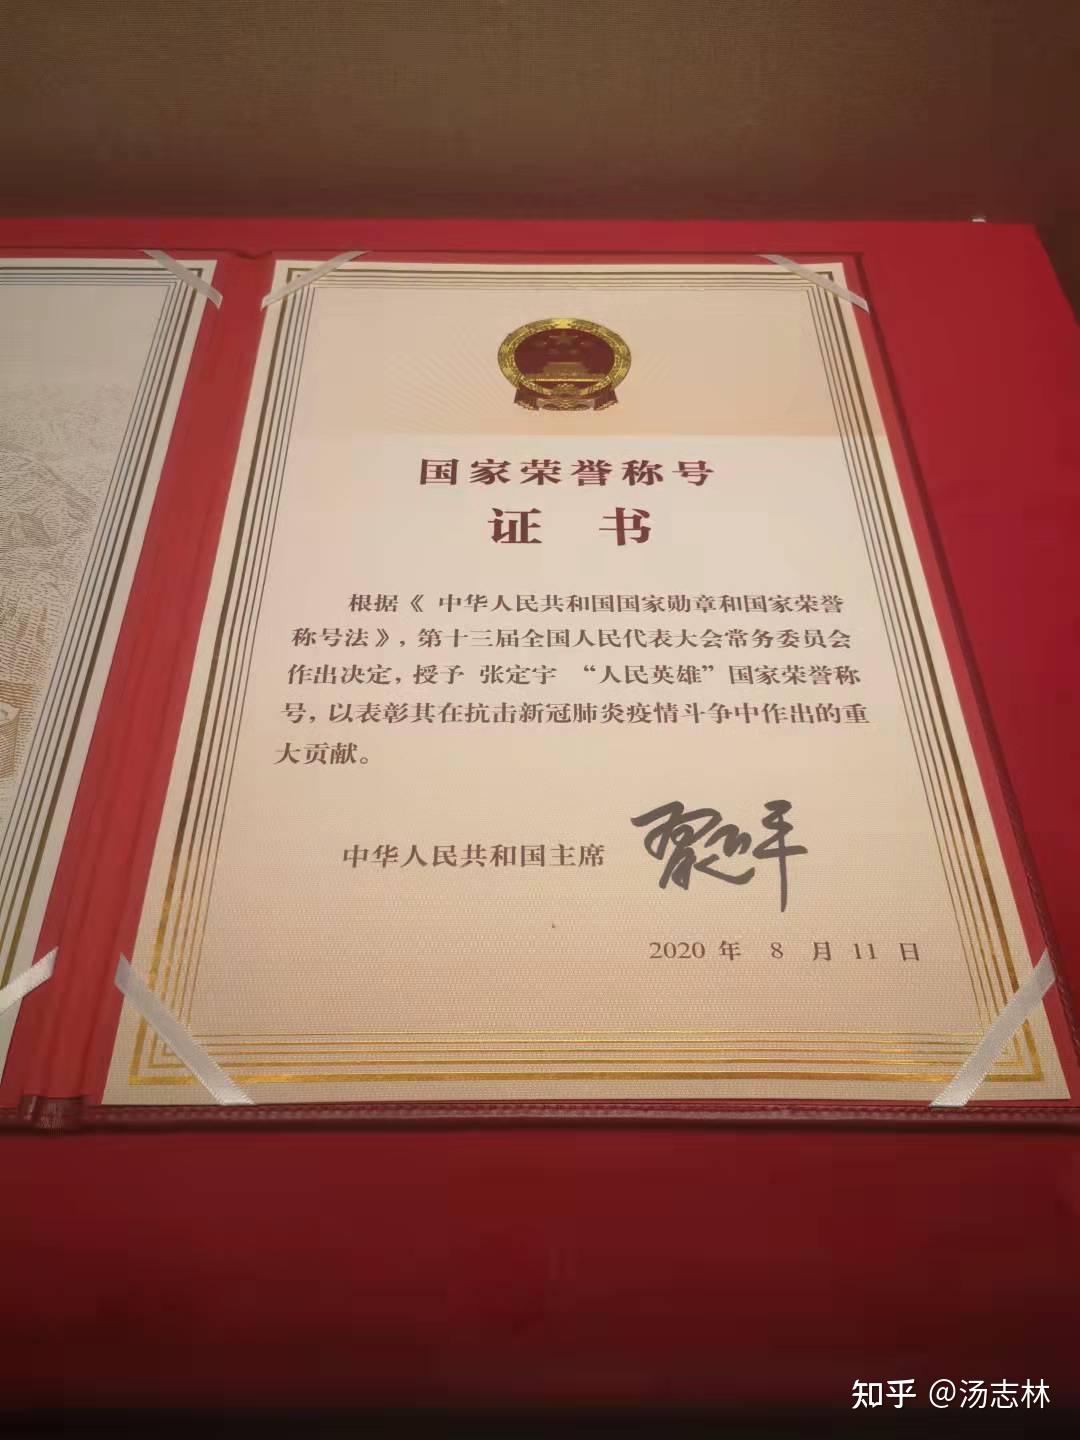 国家荣誉称号
证 书
根据《 中华人民共和国国家勋章和国家荣誉
称号法》，第十三届全国人民代表大会常务委员会
作出决定，授予 张定宇 “人民英雄”国家荣誉称
号，以表彰其在抗击新冠肺炎疫情斗争中作出的重
大贡献。
中华人民共和国主席 习近平
2020 年 8 月 11 日
知乎 @汤志林